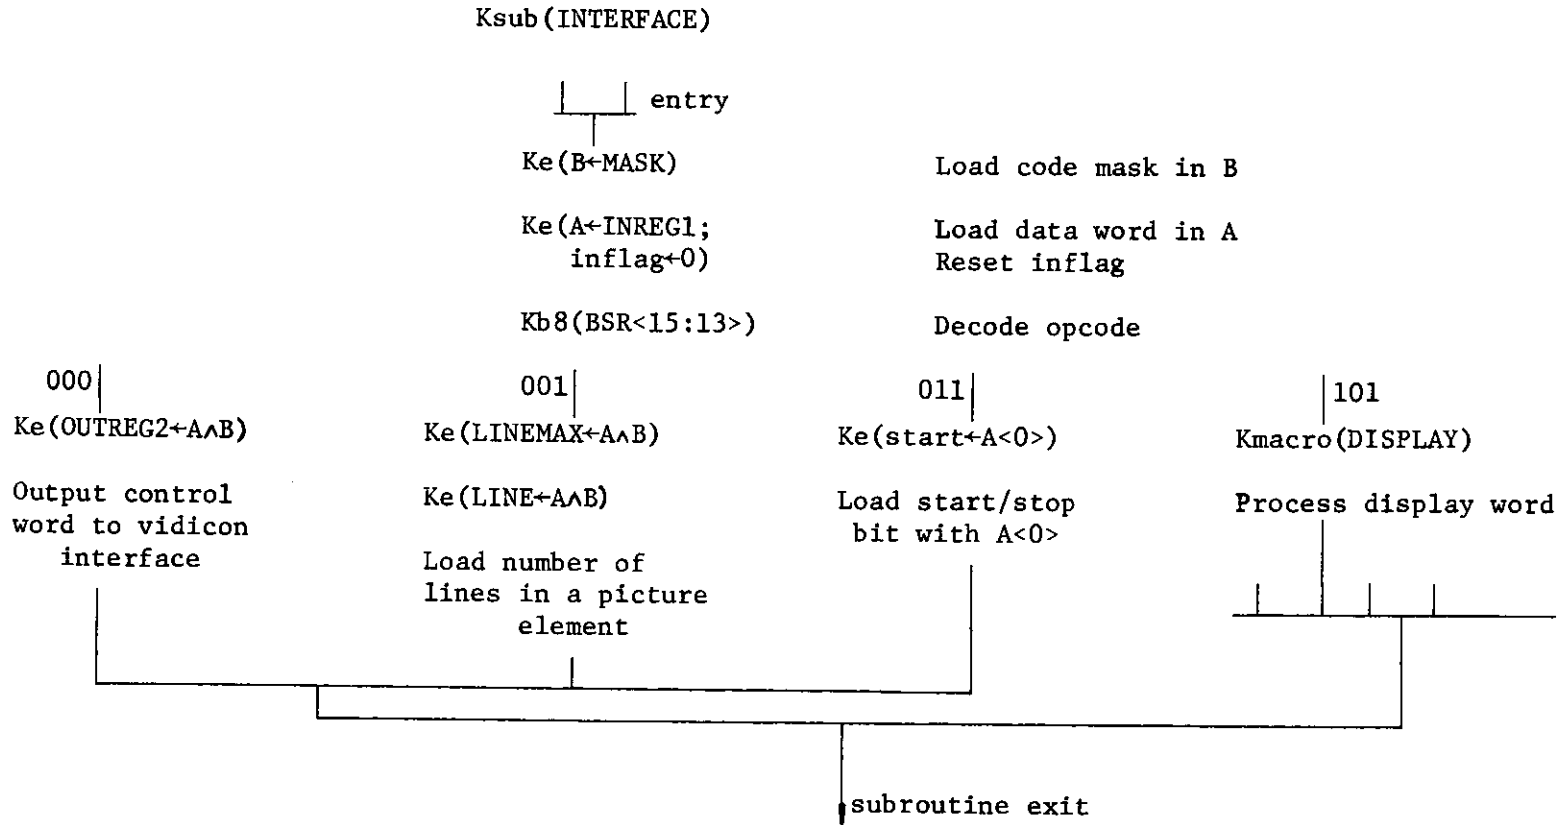 Ksub(INTERFACE)
entry
Ke(B←MASK)
Load code mask in B
Ke(A←INREG1;
inflag←0)
Load data word in A
Reset inflag
Kb8(BSR<15:13>)
Decode opcode
000
Ke(OUTREG2←A∧B)
Output control
word to vidicon
interface
001
Ke(LINEMAX←A∧B)
Ke(LINE←A∧B)
Load number of
lines in a picture
element
011
Ke(start←A<0>)
Load start/stop
bit with A<0>
101
Kmacro(DISPLAY)
Process display word
subroutine exit